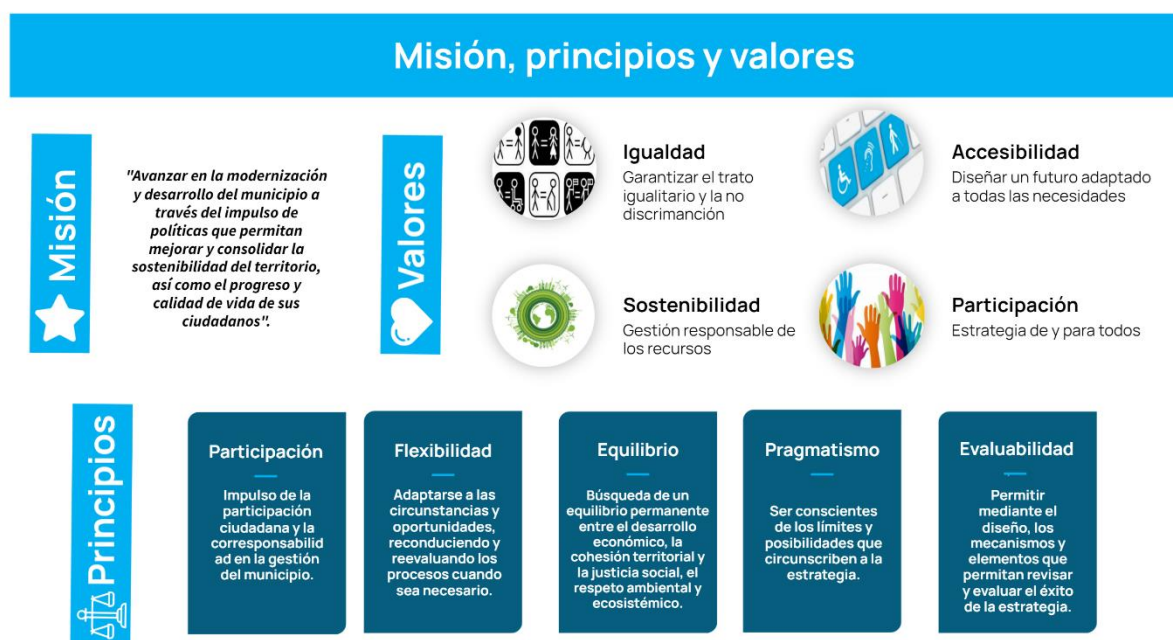 Misión, principios y valores
Misión
"Avanzar en la modernización
y desarrollo del municipio a
través del impulso de
políticas que permitan
mejorar y consolidar la
sostenibilidad del territorio,
así como el progreso y
calidad de vida de sus
ciudadanos".
Valores
Igualdad
Garantizar el trato
igualitario y la no
discrimanción
Accesibilidad
Diseñar un futuro adaptado
a todas las necesidades
Sostenibilidad
Gestión responsable de
los recursos
Participación
Estrategia de y para todos
Principios
Participación
Impulso de la
participación
ciudadana y la
corresponsabilid
ad en la gestión
del municipio.
Flexibilidad
Adaptarse a las
circunstancias y
oportunidades,
reconduciendo y
reevaluando los
procesos cuando
sea necesario.
Equilibrio
Búsqueda de un
equilibrio permanente
entre el desarrollo
económico, la
cohesión territorial y
la justicia social, el
respeto ambiental y
ecosistémico.
Pragmatismo
Ser conscientes
de los límites y
posibilidades que
circunscriben a la
estrategia.
Evaluabilidad
Permitir
mediante el
diseño, los
mecanismos y
elementos que
permitan revisar
y evaluar el éxito
de la estrategia.